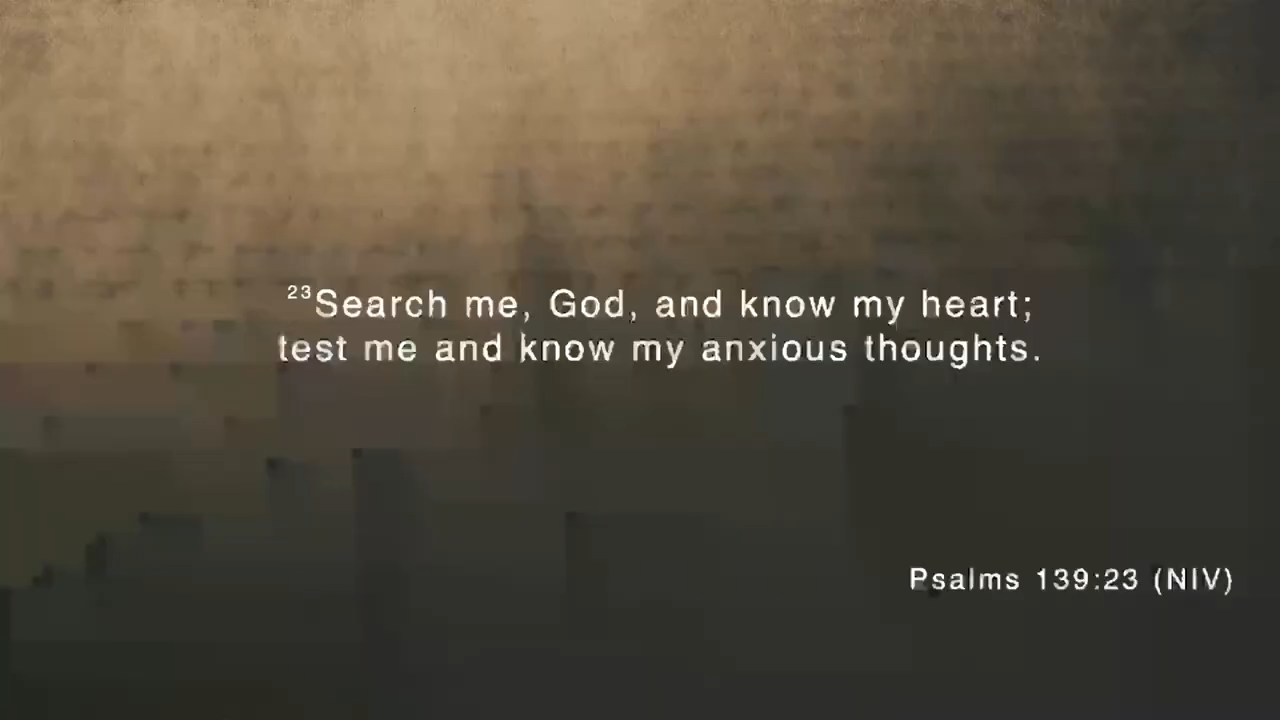 ²³Search me, God, and know my heart;
test me and know my anxious thoughts.
Psalms 139:23 (NIV)